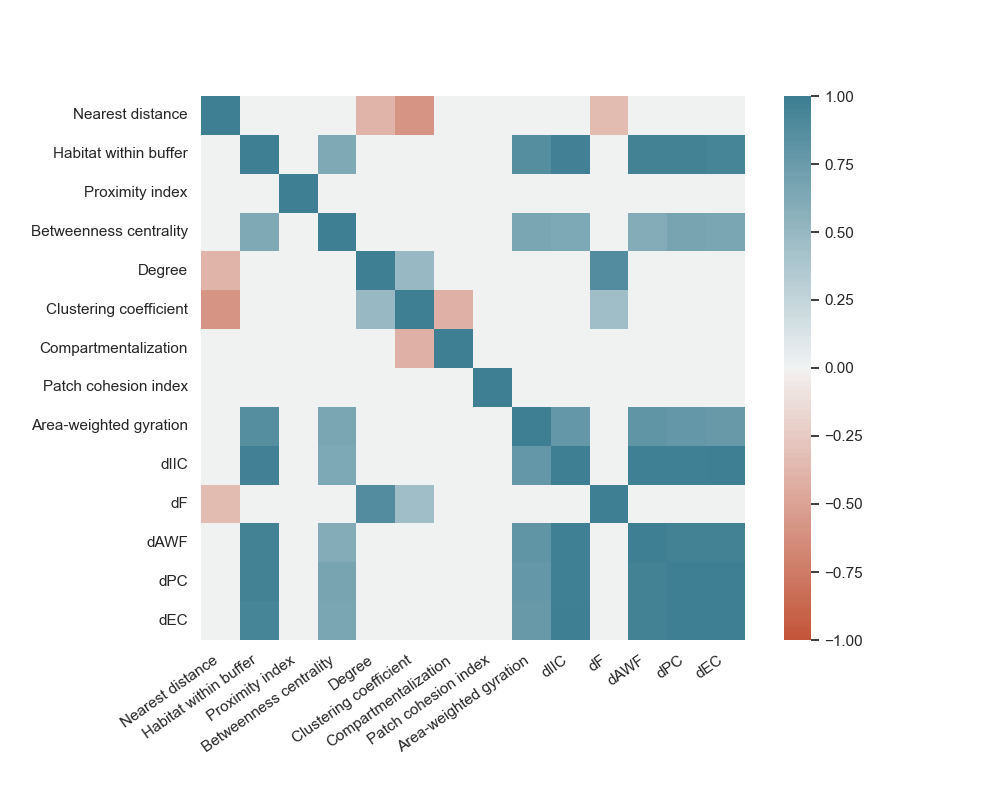 Nearest distance
Habitat within buffer
Proximity index
Betweenness centrality
Degree
Clustering coefficient
Compartmentalization
Patch cohesion index
Area-weighted gyration
dIIC
dF
dAWF
dPC
dEC
1.00
0.75
0.50
0.25
0.00
−0.25
−0.50
−0.75
−1.00
Nearest distance
Habitat within buffer
Proximity index
Betweenness centrality
Degree
Clustering coefficient
Compartmentalization
Patch cohesion index
Area-weighted gyration
dIIC
dF
dAWF
dPC
dEC